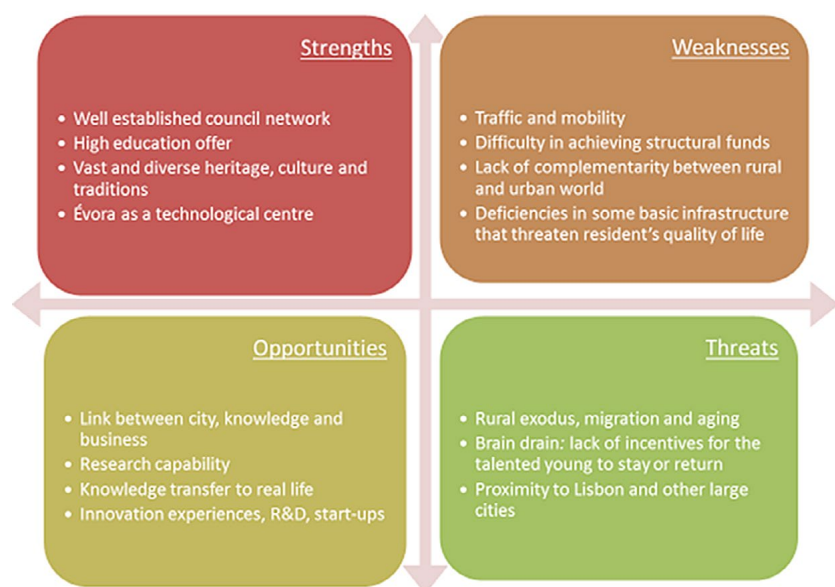 Strengths
• Well established council network
• High education offer
• Vast and diverse heritage, culture and
traditions
• Évora as a technological centre
Weaknesses
• Traffic and mobility
• Difficulty in achieving structural funds
• Lack of complementarity between rural
and urban world
• Deficiencies in some basic infrastructure
that threaten resident's quality of life
Opportunities
• Link between city, knowledge and
business
• Research capability
• Knowledge transfer to real life
• Innovation experiences, R&D, start-ups
Threats
• Rural exodus, migration and aging
• Brain drain: lack of incentives for the
talented young to stay or return
• Proximity to Lisbon and other large
cities